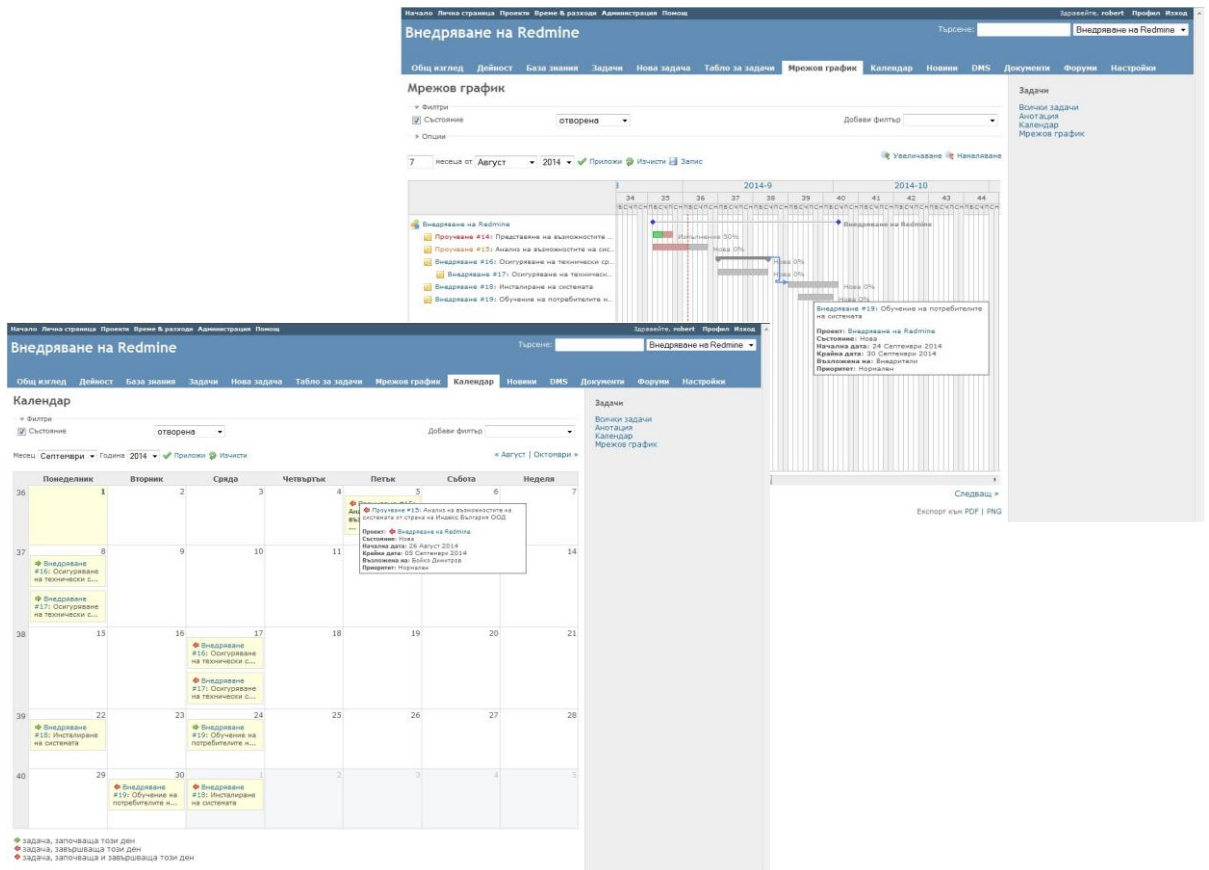 Начало Лична страница Проекти Време & разходи Администрация Помощ
Здравейте, robert Профил Изход
Внедряване на Redmine
Търсене:
Внедряване на Redmine
Общ изглед Дейност База знания Задачи Нова задача Табло за задачи Мрежов график Календар Новини DMS Документи Форуми Настройки
Мрежов график
Филтри
Състояние отворена Добави филтър
Опции
7 месеца от Август 2014 Приложи Изчисти Запис
Увеличаване Намаляване
2014-9 2014-10
34 35 36 37 38 39 40 41 42 43 44
Внедряване на Redmine
Внедряване на Redmine
Проучване #14: Представяне на възможностите ...
Изпълнение 50%
Проучване #15: Анализ на възможностите на сис...
Нова 0%
Внедряване #16: Осигуряване на технически ср...
Нова 0%
Внедряване #17: Осигуряване на техническ...
Нова 0%
Внедряване #18: Инсталиране на системата
Нова 0%
Внедряване #19: Обучение на потребителите н...
Нова 0%
Внедряване #19: Обучение на потребителите
на системата
Проект: Внедряване на Redmine
Състояние: Нова
Начална дата: 24 Септември 2014
Крайна дата: 30 Септември 2014
Възложена на: Внедрители
Приоритет: Нормален
Задачи
Всички задачи
Анотация
Календар
Мрежов график
Следващ »
Експорт към PDF | PNG
Начало Лична страница Проекти Време & разходи Администрация Помощ
Здравейте, robert Профил Изход
Внедряване на Redmine
Търсене:
Внедряване на Redmine
Общ изглед Дейност База знания Задачи Нова задача Табло за задачи Мрежов график Календар Новини DMS Документи Форуми Настройки
Календар
Филтри
Състояние отворена Добави филтър
Месец Септември Година 2014 Приложи Изчисти
« Август | Октомври »
Понеделник Вторник Сряда Четвъртък Петък Събота Неделя
36 1 2 3 4 5 6 7
Проучване #15: Анализ на възможностите на
системата от страна на Индекс България ООД
Проект: Внедряване на Redmine
Състояние: Нова
Начална дата: 26 Август 2014
Крайна дата: 05 Септември 2014
Възложена на: Бойко Димитров
Приоритет: Нормален
37 8 9 10 11 14
Внедряване
#16: Осигуряване
на технически с...
Внедряване
#17: Осигуряване
на технически с...
38 15 16 17 18 19 20 21
Внедряване
#16: Осигуряване
на технически с...
Внедряване
#17: Осигуряване
на технически с...
39 22 23 24 25 26 27 28
Внедряване
#18: Инсталиране
на системата
Внедряване
#19: Обучение на
потребителите н...
40 29 30 1 2 3 4 5
Внедряване
#19: Обучение на
потребителите н...
Внедряване
#18: Инсталиране
на системата
задача, започваща този ден
задача, завършваща този ден
задача, започваща и завършваща този ден
Задачи
Всички задачи
Анотация
Календар
Мрежов график